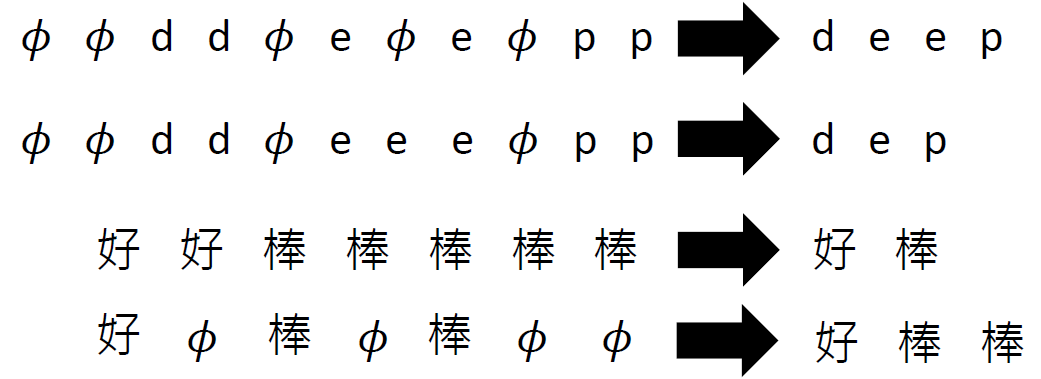 ϕ ϕ d d ϕ e ϕ e ϕ p p d e e p
ϕ ϕ d d ϕ e e e ϕ p p d e p
好 好 棒 棒 棒 棒 棒 好 棒
好 ϕ 棒 ϕ 棒 ϕ ϕ 好 棒 棒